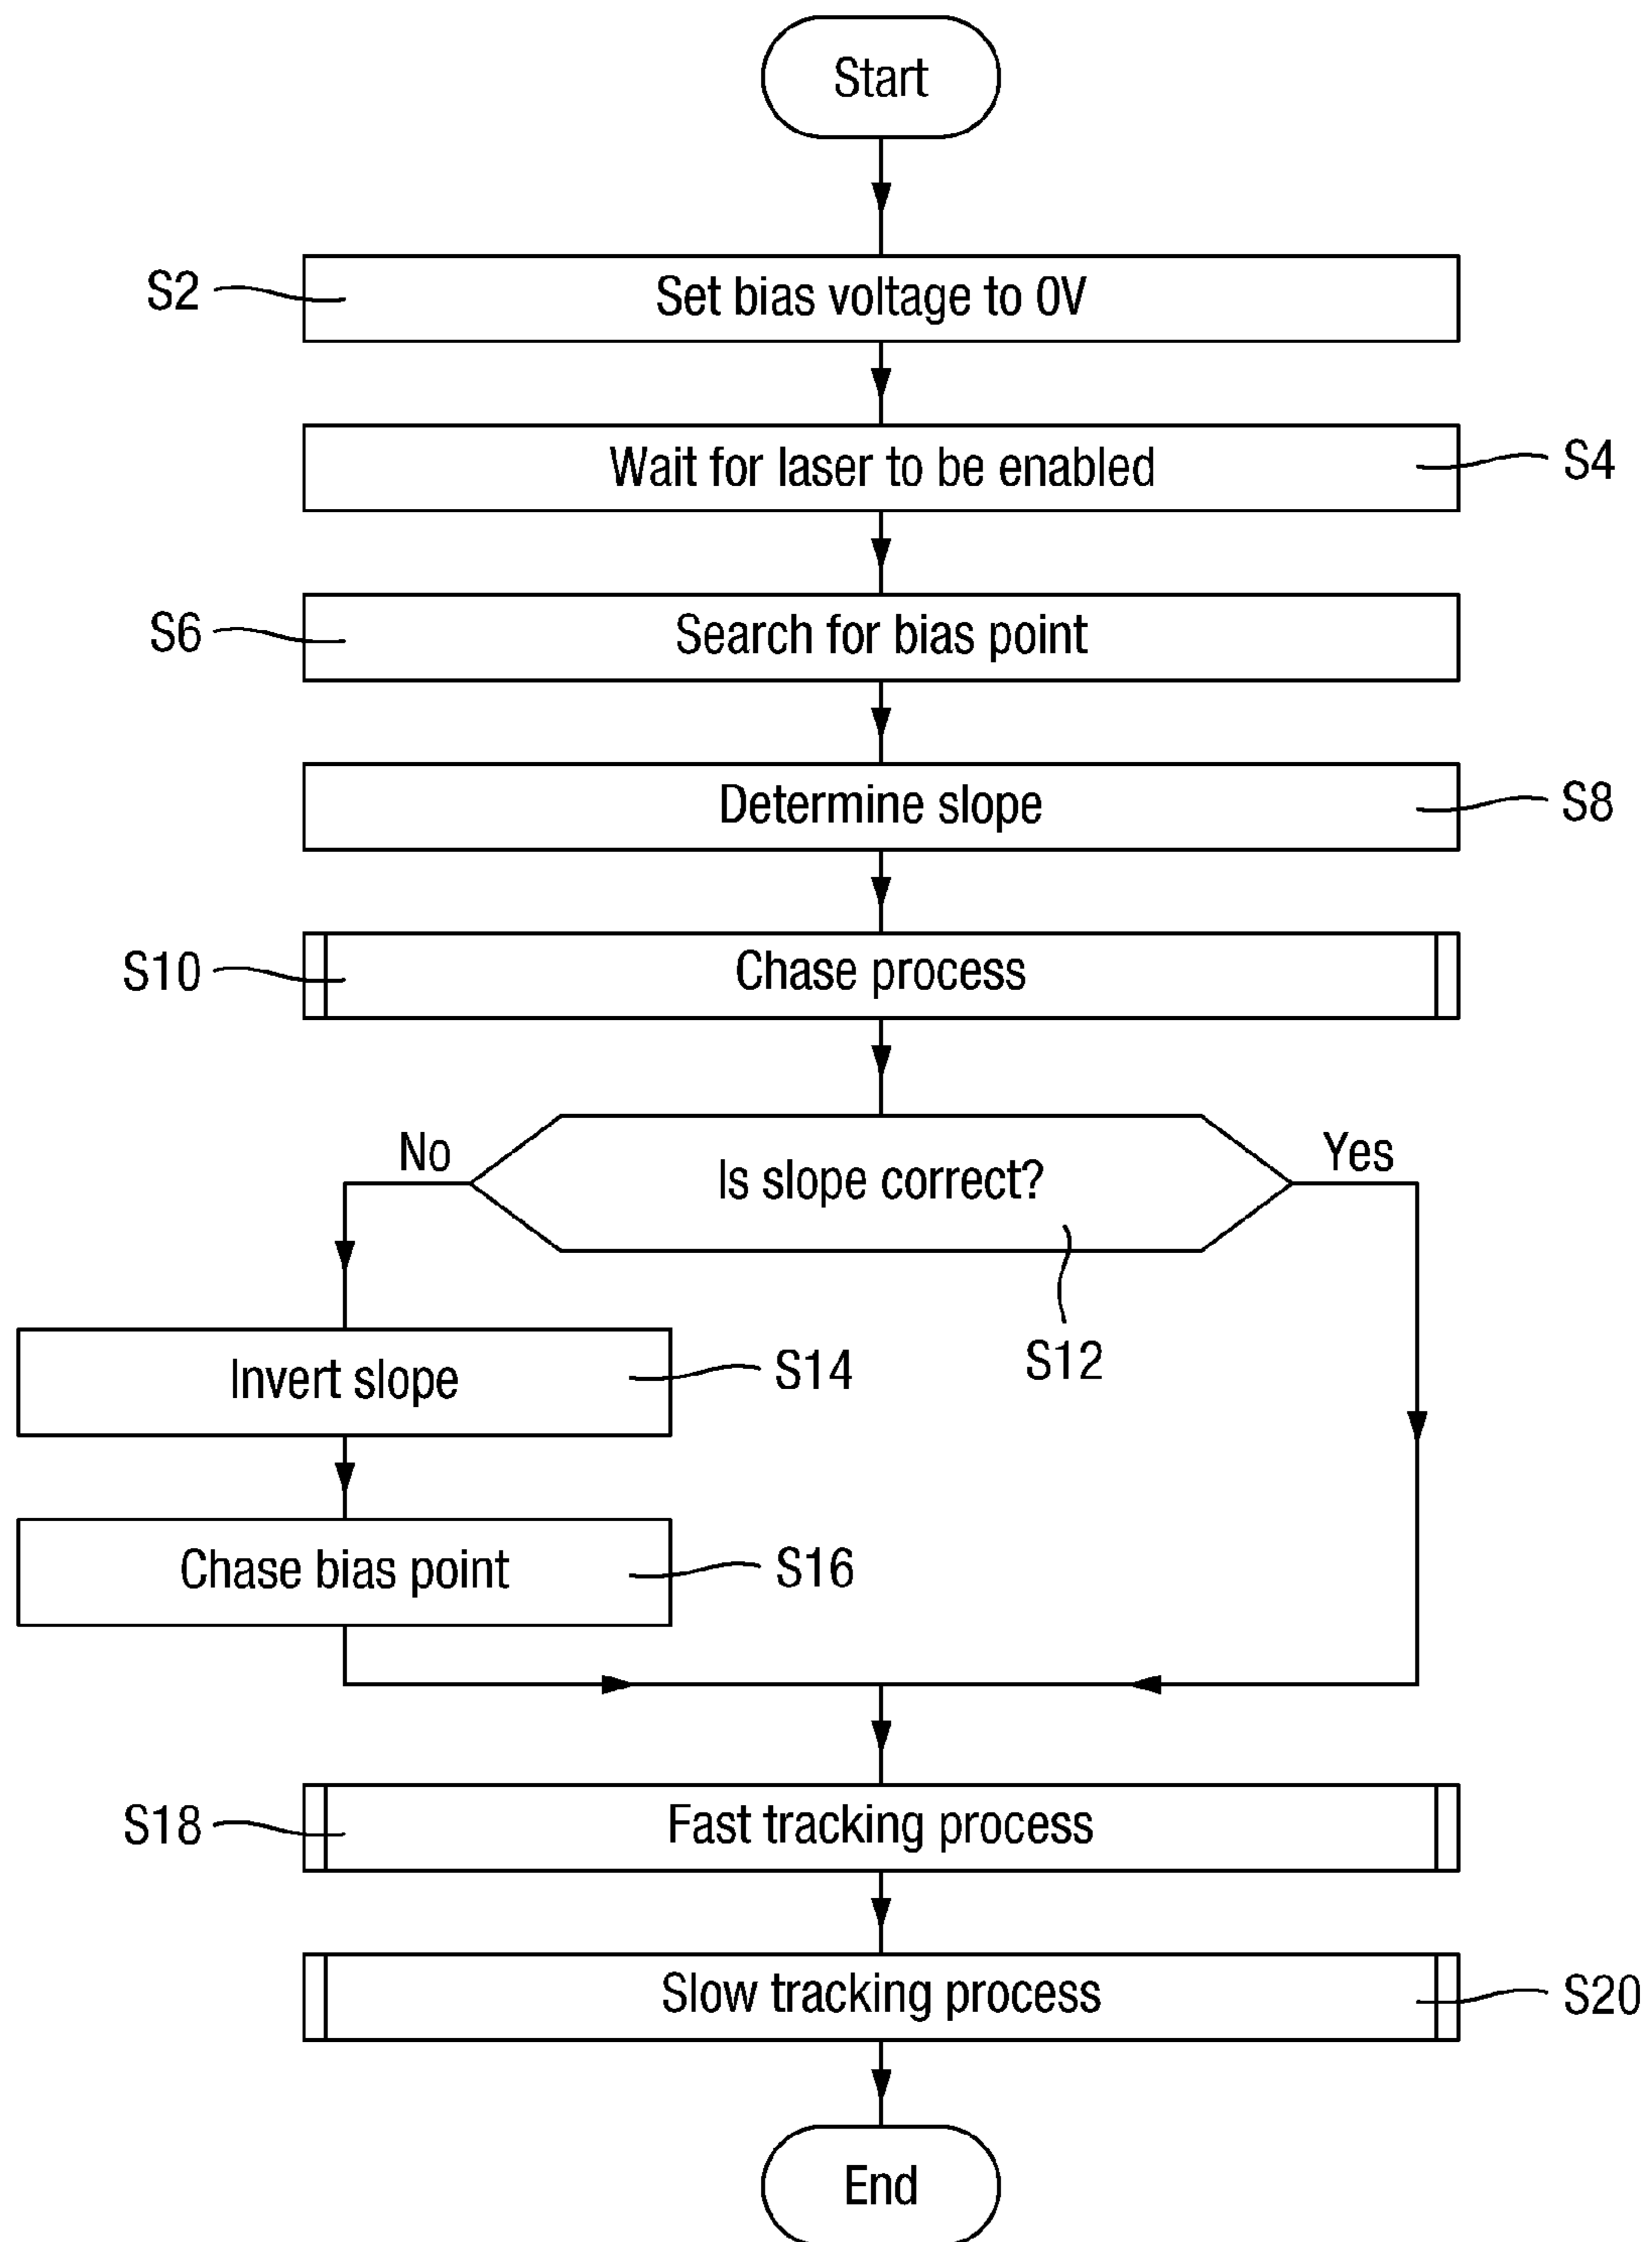 Start
S2
Set bias voltage to 0V
Wait for laser to be enabled
S4
S6
Search for bias point
Determine slope
S8
S10
Chase process
No
Is slope correct?
Yes
S12
Invert slope
S14
Chase bias point
S16
S18
Fast tracking process
Slow tracking process
S20
End